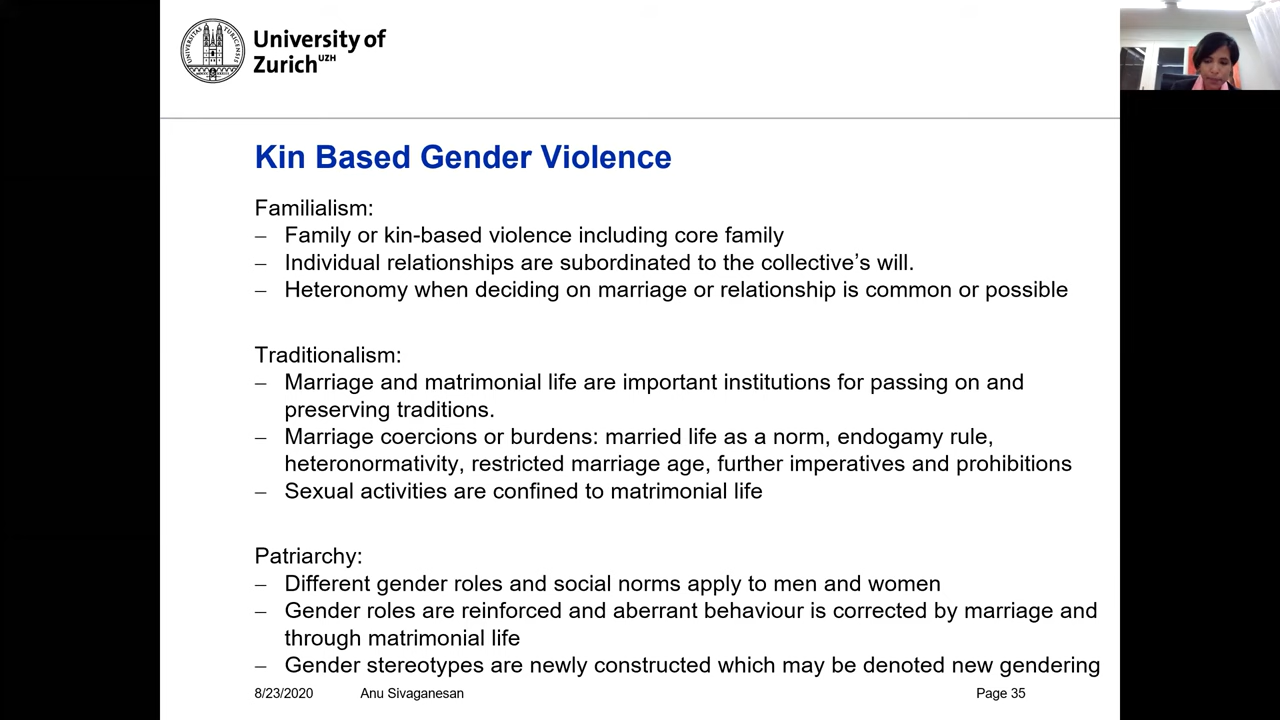 University of
Zurich UZH
Kin Based Gender Violence
Familialism:
– Family or kin-based violence including core family
– Individual relationships are subordinated to the collective’s will.
– Heteronomy when deciding on marriage or relationship is common or possible
Traditionalism:
– Marriage and matrimonial life are important institutions for passing on and
preserving traditions.
– Marriage coercions or burdens: married life as a norm, endogamy rule,
heteronormativity, restricted marriage age, further imperatives and prohibitions
– Sexual activities are confined to matrimonial life
Patriarchy:
– Different gender roles and social norms apply to men and women
– Gender roles are reinforced and aberrant behaviour is corrected by marriage and
through matrimonial life
– Gender stereotypes are newly constructed which may be denoted new gendering
8/23/2020 Anu Sivaganesan Page 35